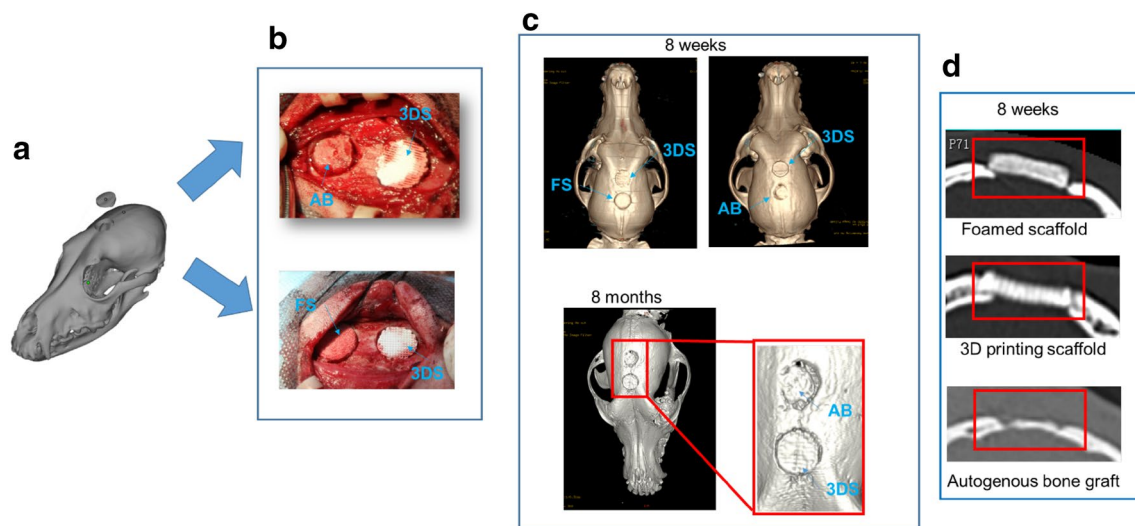 a
b
3DS
AB
FS
3DS
c
8 weeks
3DS
FS
3DS
AB
8 months
AB
3DS
d
8 weeks
P71
Foamed scaffold
3D printing scaffold
Autogenous bone graft